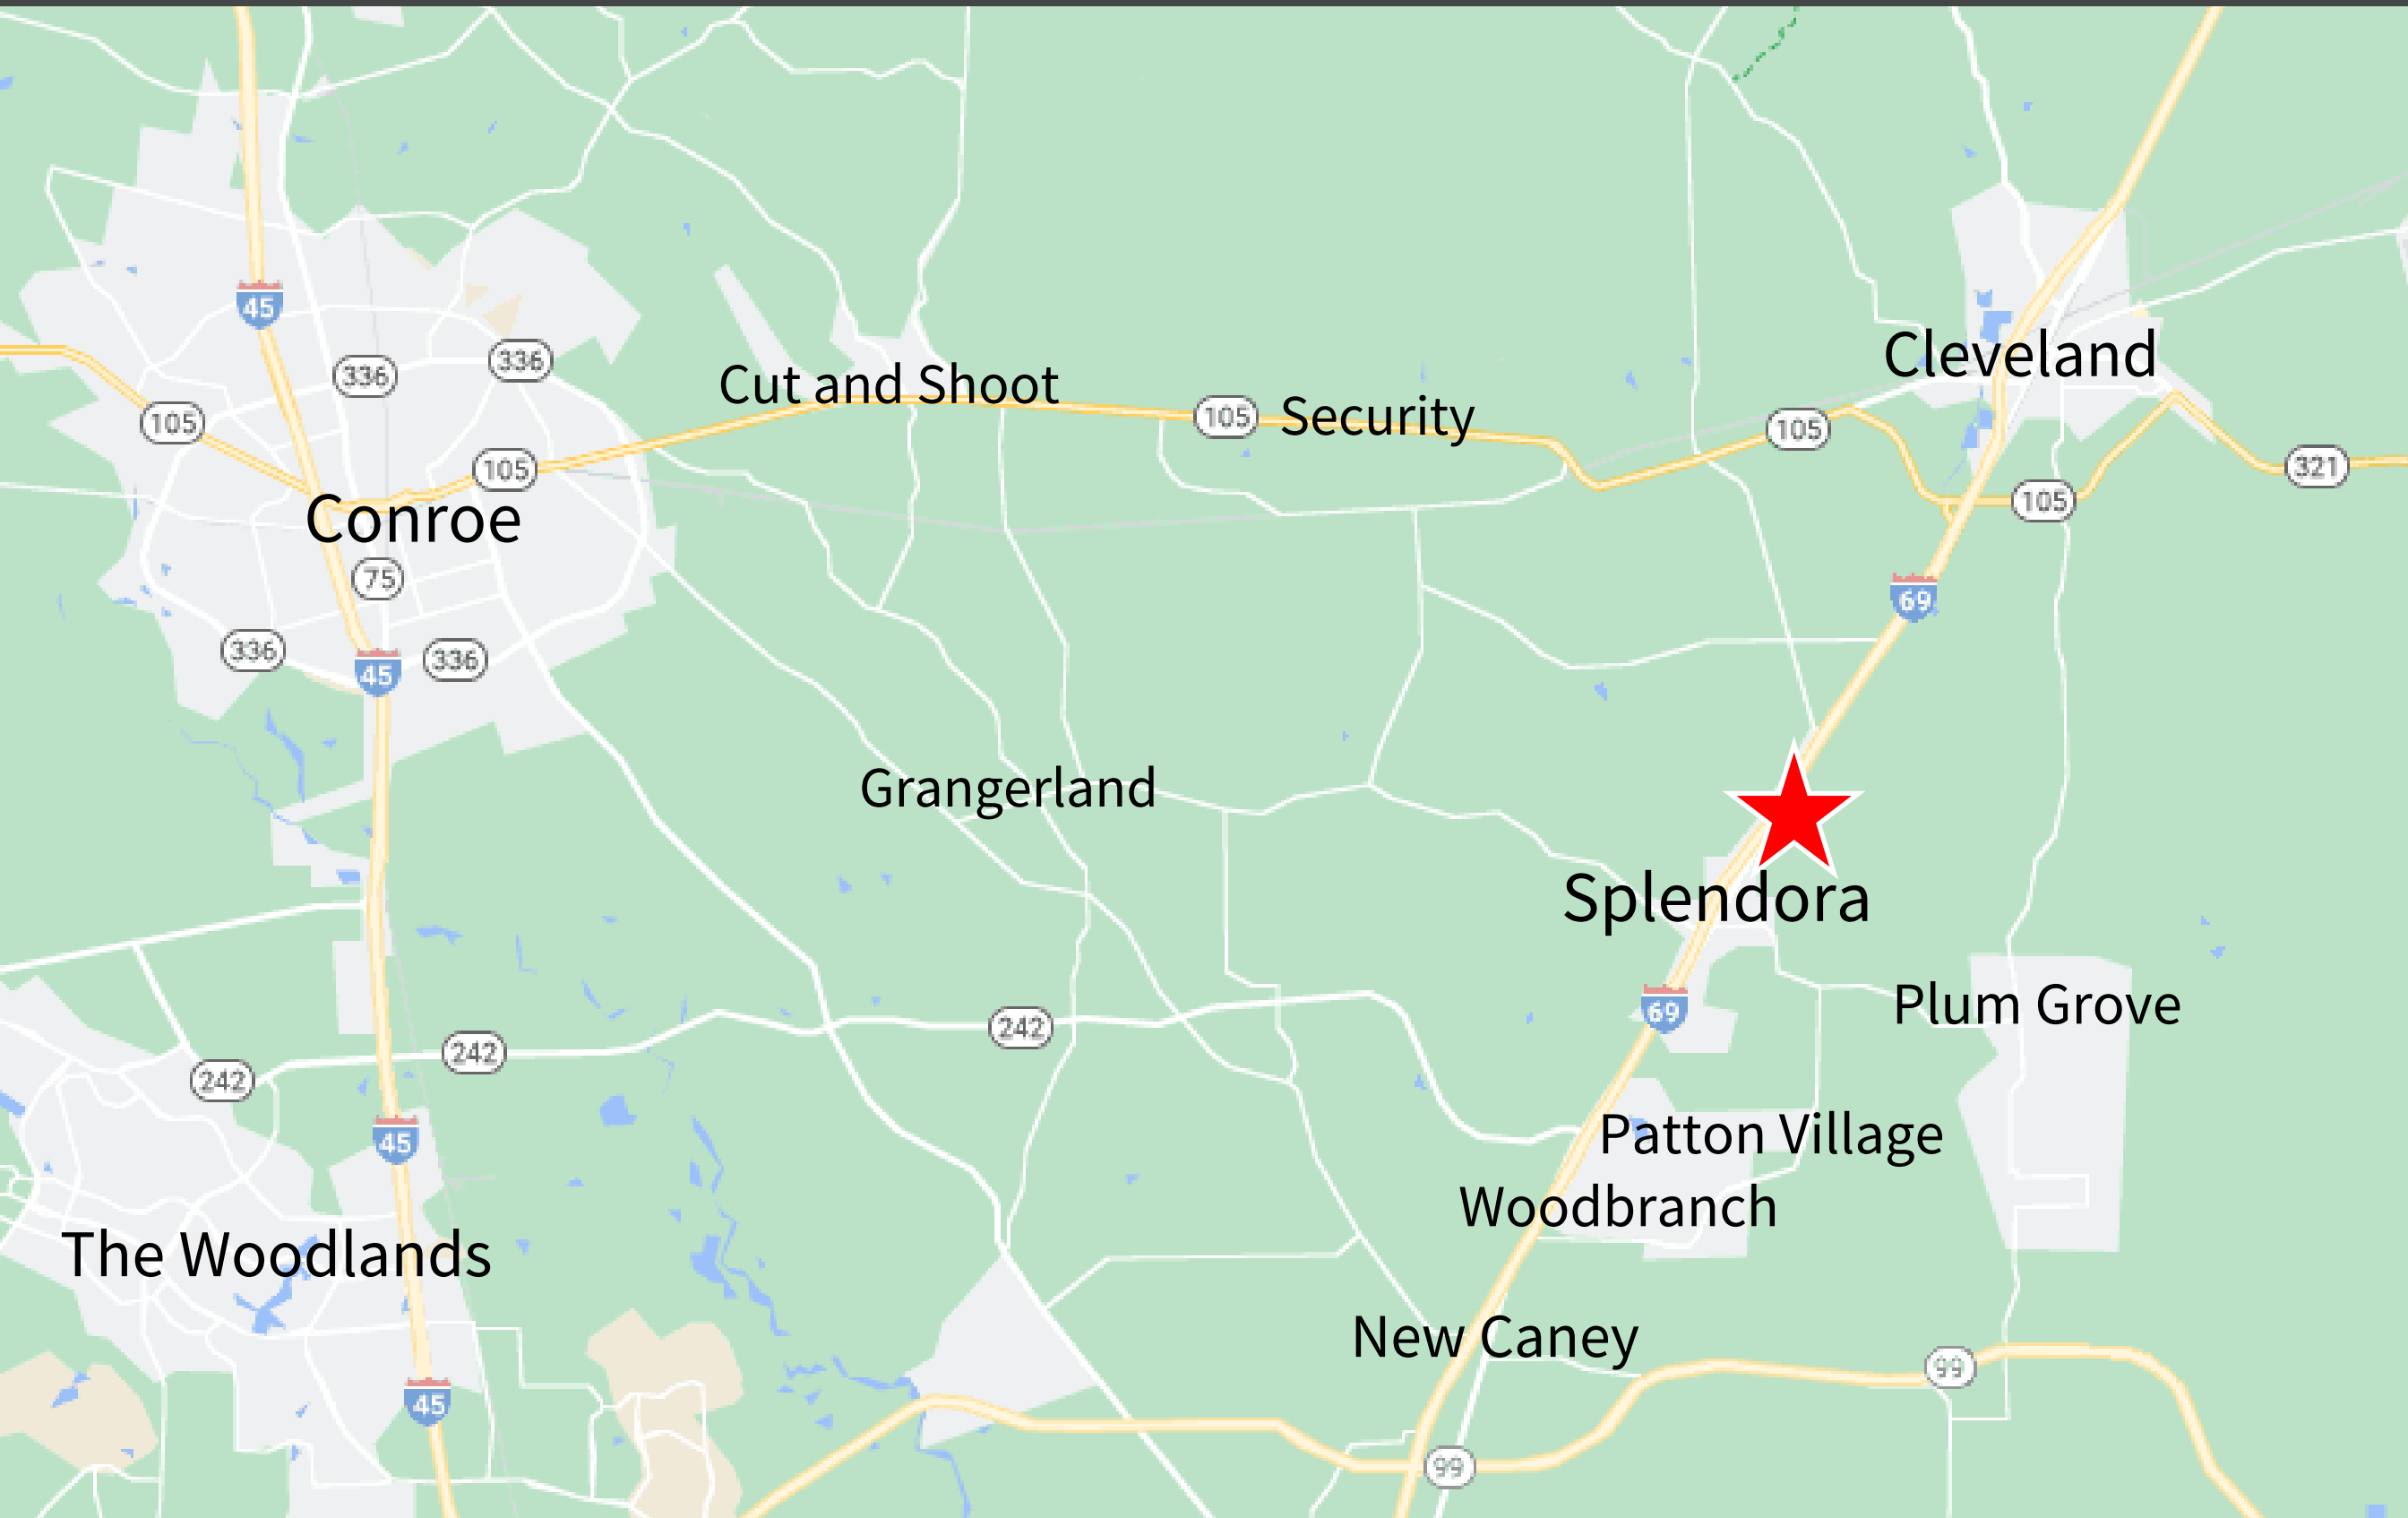 45
Cleveland
336
336
Cut and Shoot
105
105
Security
105
105
321
105
Conroe
75
69
336
336
45
Grangerland
Splendora
Plum Grove
69
242
242
242
Patton Village
45
Woodbranch
The Woodlands
New Caney
99
45
99